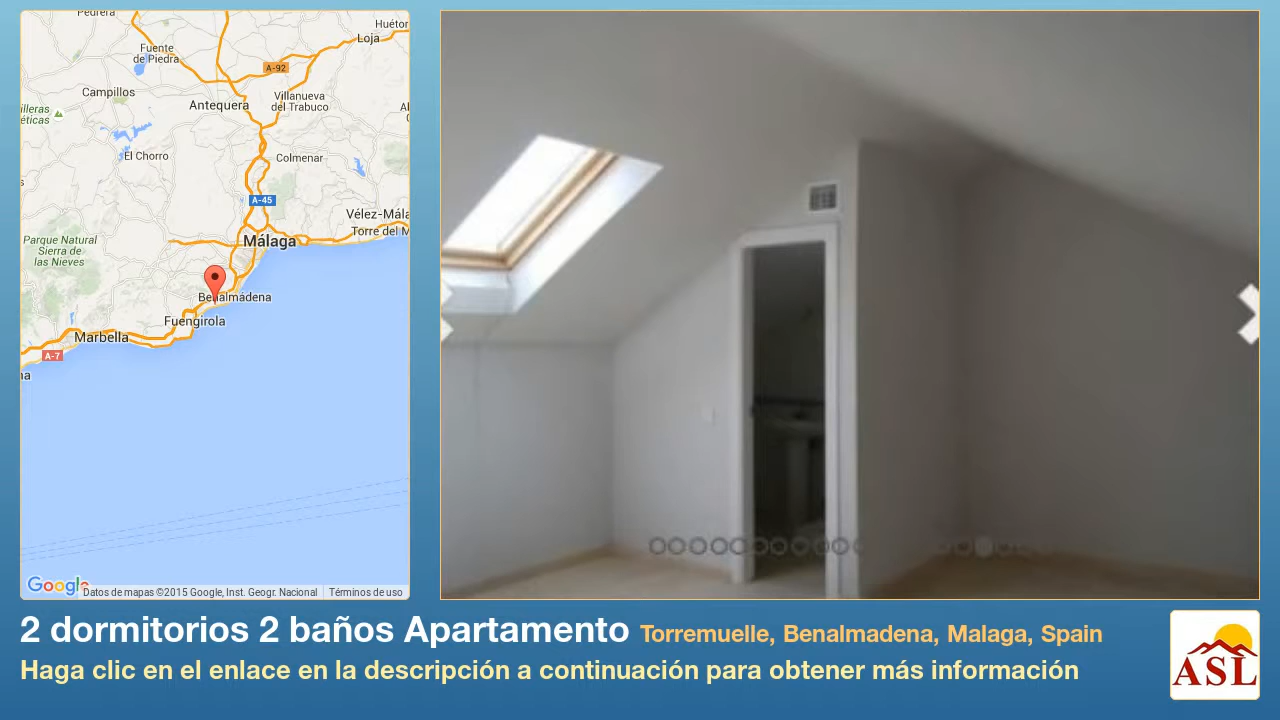 Pedrera
Huétor
Loja
Fuente
de Piedra
A-92
Campillos
Villanueva
del Trabuco
Antequera
El Chorro
Colmenar
A-45
Vélez-Mála
Torre del M
Málaga
Parque Natural
Sierra de
las Nieves
Benalmádena
Fuengirola
Marbella
A-7
Google
Datos de mapas ©2015 Google, Inst. Geogr. Nacional
Términos de uso
2 dormitorios 2 baños Apartamento Torremuelle, Benalmadena, Malaga, Spain
Haga clic en el enlace en la descripción a continuación para obtener más información
ASL